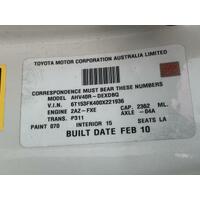 TOYOTA MOTOR CORPORATION AUSTRALIA LIMITED
CORRESPONDENCE MUST BEAR THESE NUMBERS
MODEL AHV40R-DEXDBQ
V.I.N. 6T153FK400X221936
ENGINE 2AZ-FXE CAP. 2362 ML.
TRANS. P311 AXLE -04A
PAINT 070 INTERIOR 15 SEATS LA
BUILT DATE FEB 10